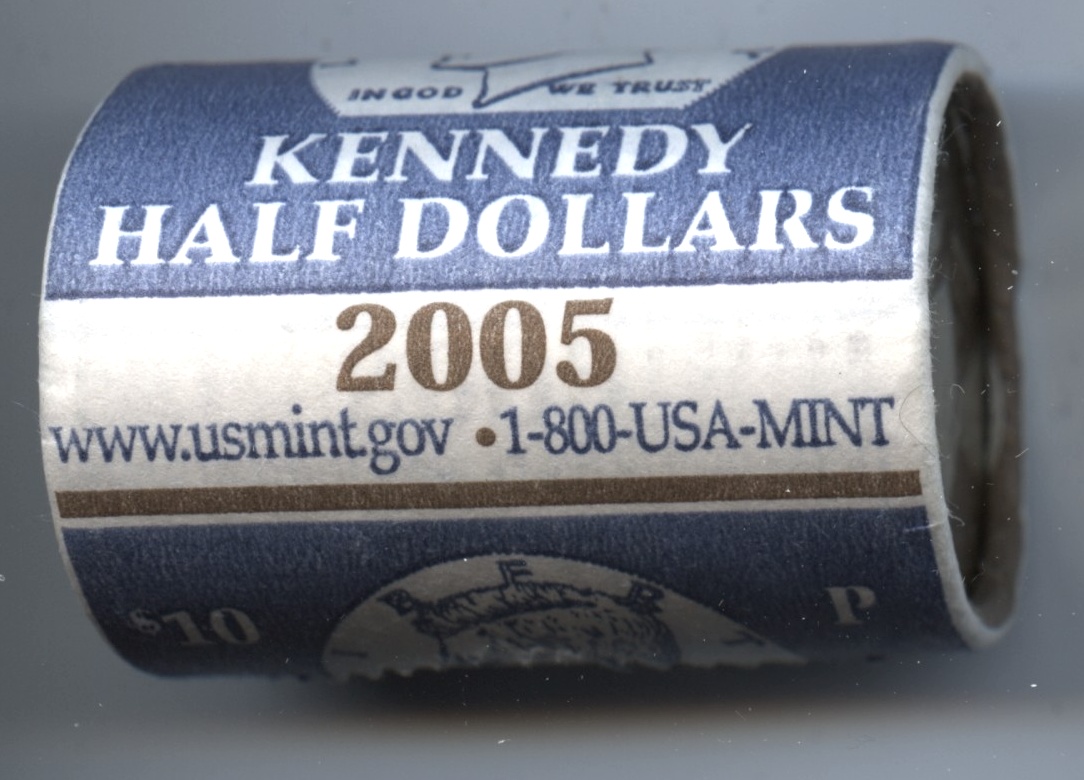 IN GOD WE TRUST
KENNEDY
HALF DOLLARS
2005
www.usmint.gov • 1-800-USA-MINT
$10 P